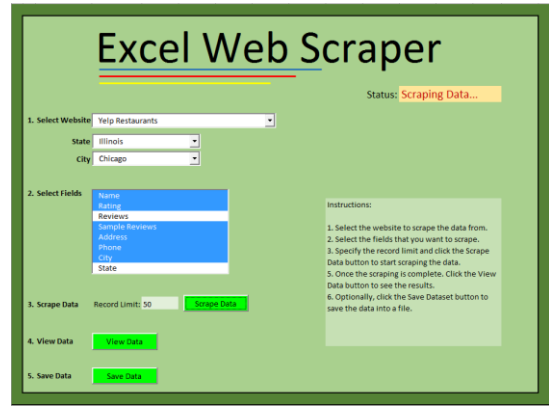 Excel Web Scraper
Status: Scraping Data...
1. Select Website Yelp Restaurants
State Illinois
City Chicago
2. Select Fields
Name
Rating
Reviews
Sample Reviews
Address
Phone
City
State
Instructions:
1. Select the website to scrape the data from.
2. Select the fields that you want to scrape.
3. Specify the record limit and click the Scrape
Data button to start scraping the data.
5. Once the scraping is complete. Click the View
Data button to see the results.
6. Optionally, click the Save Dataset button to
save the data into a file.
3. Scrape Data Record Limit: 50 Scrape Data
4. View Data View Data
5. Save Data Save Data